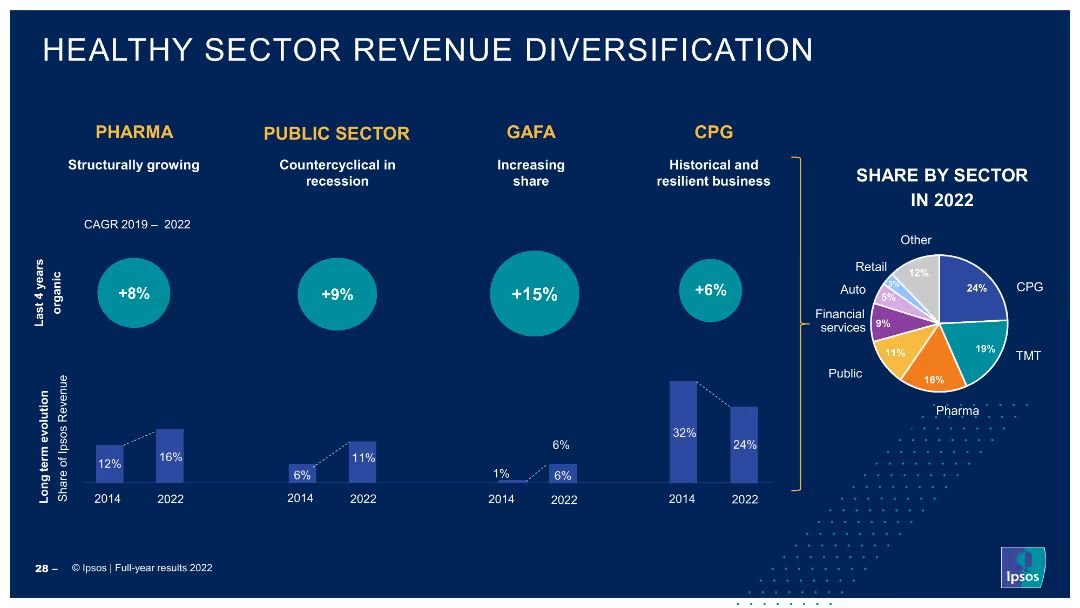 HEALTHY SECTOR REVENUE DIVERSIFICATION
PHARMA
Structurally growing
PUBLIC SECTOR
Countercyclical in
recession
GAFA
Increasing
share
CPG
Historical and
resilient business
CAGR 2019 – 2022
Last 4 years
organic
+8%
+9%
+15%
+6%
Long term evolution
Share of Ipsos Revenue
12%
16%
2014
2022
6%
11%
2014
2022
1%
6%
6%
2014
2022
32%
24%
2014
2022
SHARE BY SECTOR
IN 2022
Other
12%
Retail
3%
Auto
5%
Financial
services
9%
Public
11%
Pharma
16%
TMT
19%
CPG
24%
28 –
© Ipsos | Full-year results 2022
Ipsos